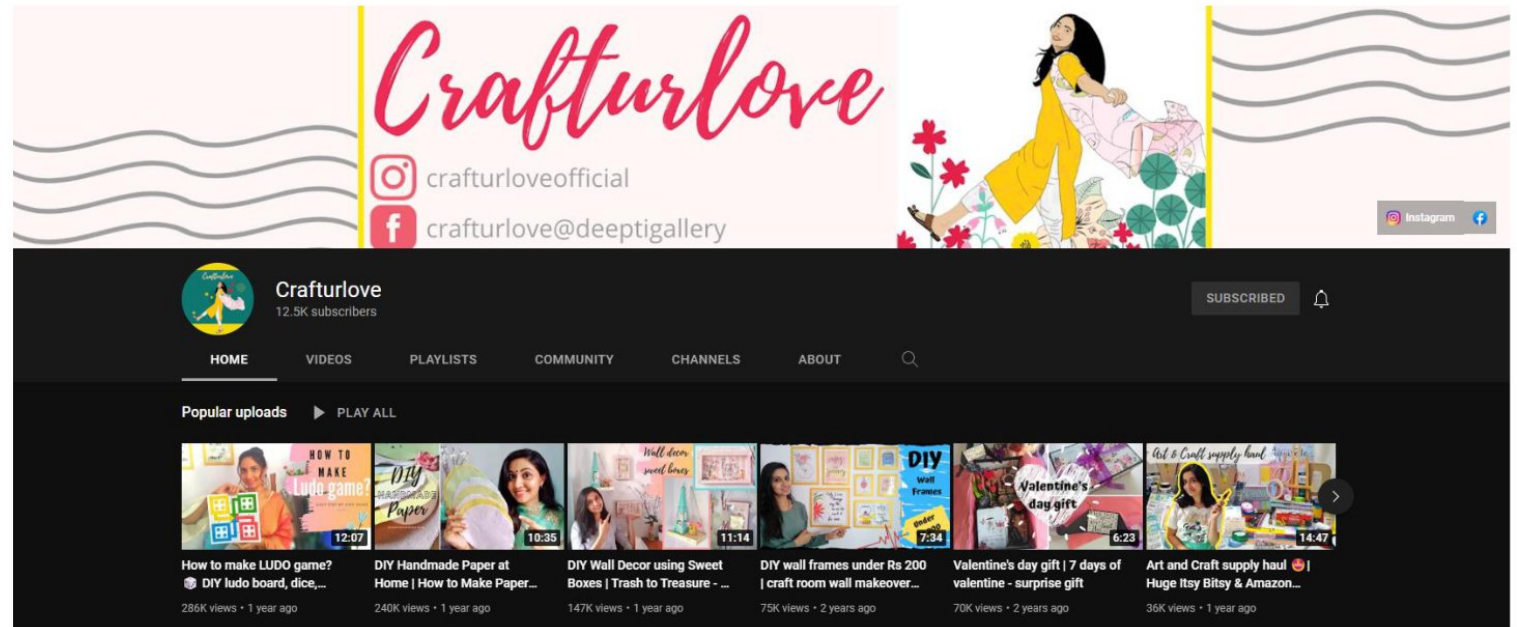 Crafturlove
crafturloveofficial
crafturlove@deeptigallery
Instagram
Crafturlove
Crafturlove
12.5K subscribers
SUBSCRIBED
HOME VIDEOS PLAYLISTS COMMUNITY CHANNELS ABOUT
Popular uploads PLAY ALL
HOW TO
MAKE
Ludo game?
12:07
DIY
HANDMADE
Paper
10:35
Wall decor
sweet boxes
11:14
DIY
Wall
Frames
under
7:34
Valentine's
day gift
6:23
Art & Craft supply haul
14:47
How to make LUDO game?
🎲 DIY ludo board, dice,...
286K views • 1 year ago
DIY Handmade Paper at
Home | How to Make Paper...
240K views • 1 year ago
DIY Wall Decor using Sweet
Boxes | Trash to Treasure - ...
147K views • 1 year ago
DIY wall frames under Rs 200
| craft room wall makeover...
75K views • 2 years ago
Valentine's day gift | 7 days of
valentine - surprise gift
70K views • 2 years ago
Art and Craft supply haul 🤩 |
Huge Itsy Bitsy & Amazon...
36K views • 1 year ago